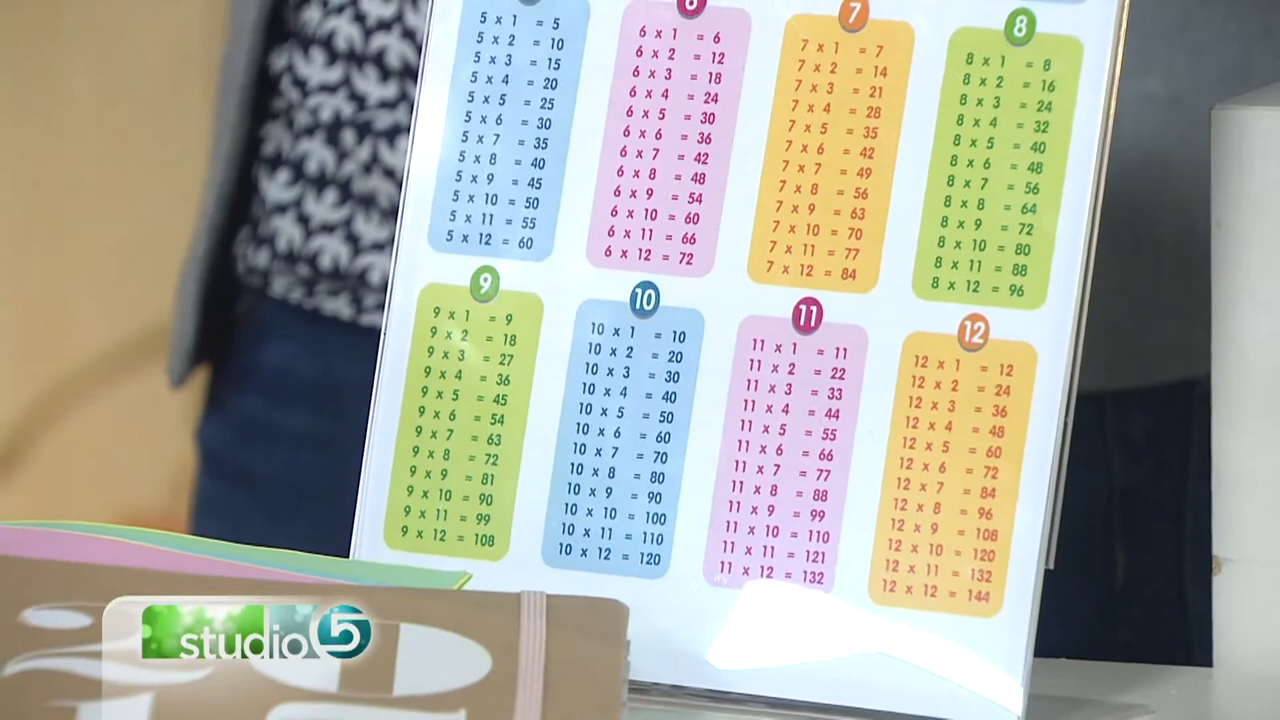 5 x 1 = 5
5 x 2 = 10
5 x 3 = 15
5 x 4 = 20
5 x 5 = 25
5 x 6 = 30
5 x 7 = 35
5 x 8 = 40
5 x 9 = 45
5 x 10 = 50
5 x 11 = 55
5 x 12 = 60
6
6 x 1 = 6
6 x 2 = 12
6 x 3 = 18
6 x 4 = 24
6 x 5 = 30
6 x 6 = 36
6 x 7 = 42
6 x 8 = 48
6 x 9 = 54
6 x 10 = 60
6 x 11 = 66
6 x 12 = 72
7
7 x 1 = 7
7 x 2 = 14
7 x 3 = 21
7 x 4 = 28
7 x 5 = 35
7 x 6 = 42
7 x 7 = 49
7 x 8 = 56
7 x 9 = 63
7 x 10 = 70
7 x 11 = 77
7 x 12 = 84
8
8 x 1 = 8
8 x 2 = 16
8 x 3 = 24
8 x 4 = 32
8 x 5 = 40
8 x 6 = 48
8 x 7 = 56
8 x 8 = 64
8 x 9 = 72
8 x 10 = 80
8 x 11 = 88
8 x 12 = 96
9
9 x 1 = 9
9 x 2 = 18
9 x 3 = 27
9 x 4 = 36
9 x 5 = 45
9 x 6 = 54
9 x 7 = 63
9 x 8 = 72
9 x 9 = 81
9 x 10 = 90
9 x 11 = 99
9 x 12 = 108
10
10 x 1 = 10
10 x 2 = 20
10 x 3 = 30
10 x 4 = 40
10 x 5 = 50
10 x 6 = 60
10 x 7 = 70
10 x 8 = 80
10 x 9 = 90
10 x 10 = 100
10 x 11 = 110
10 x 12 = 120
11
11 x 1 = 11
11 x 2 = 22
11 x 3 = 33
11 x 4 = 44
11 x 5 = 55
11 x 6 = 66
11 x 7 = 77
11 x 8 = 88
11 x 9 = 99
11 x 10 = 110
11 x 11 = 121
11 x 12 = 132
12
12 x 1 = 12
12 x 2 = 24
12 x 3 = 36
12 x 4 = 48
12 x 5 = 60
12 x 6 = 72
12 x 7 = 84
12 x 8 = 96
12 x 9 = 108
12 x 10 = 120
12 x 11 = 132
12 x 12 = 144
studio 5